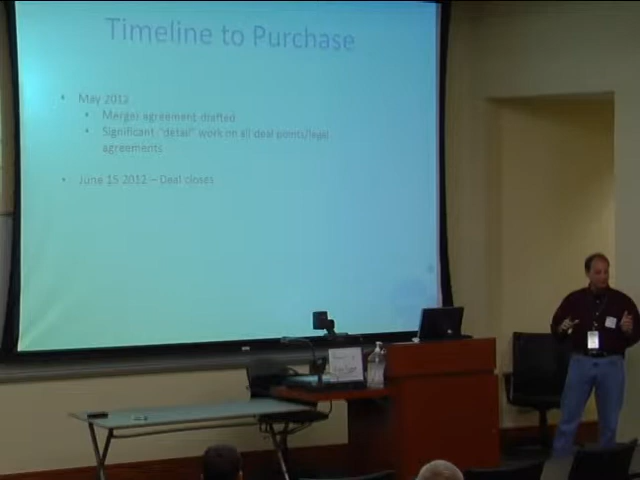 Timeline to Purchase
• May 2012
• Merger agreement drafted
• Significant "detail" work on all deal points/legal
agreements
• June 15 2012 – Deal closes